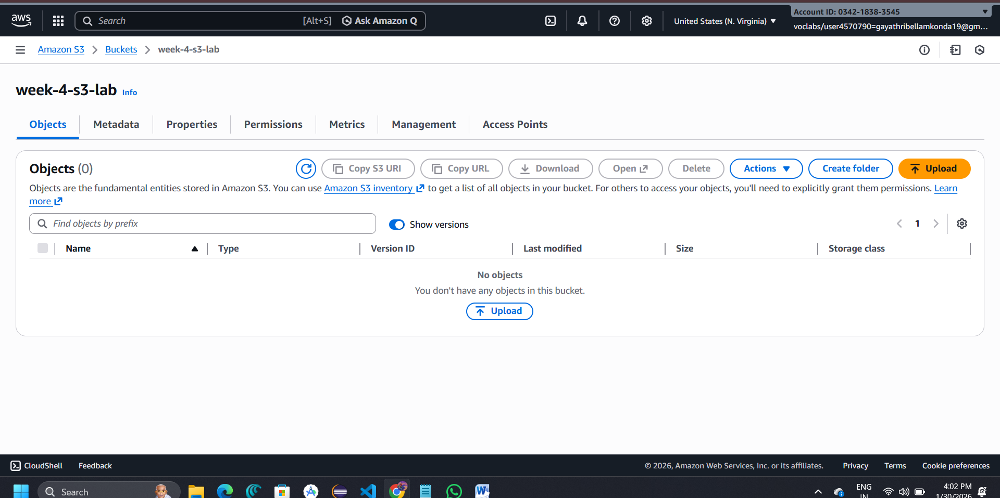 aws
Search [Alt+S] Ask Amazon Q
United States (N. Virginia)
Account ID: 0342-1838-3545
voclabs/user4570790=gayathribellamkonda19@gm...
Amazon S3 Buckets week-4-s3-lab
week-4-s3-lab Info
Objects Metadata Properties Permissions Metrics Management Access Points
Objects (0) Copy S3 URI Copy URL Download Open Delete Actions Create folder Upload
Objects are the fundamental entities stored in Amazon S3. You can use Amazon S3 inventory to get a list of all objects in your bucket. For others to access your objects, you'll need to explicitly grant them permissions. Learn
more
Find objects by prefix Show versions 1
Name Type Version ID Last modified Size Storage class
No objects
You don't have any objects in this bucket.
Upload
CloudShell Feedback © 2026, Amazon Web Services, Inc. or its affiliates. Privacy Terms Cookie preferences
Search
ENG
IN
4:02 PM
1/30/2026